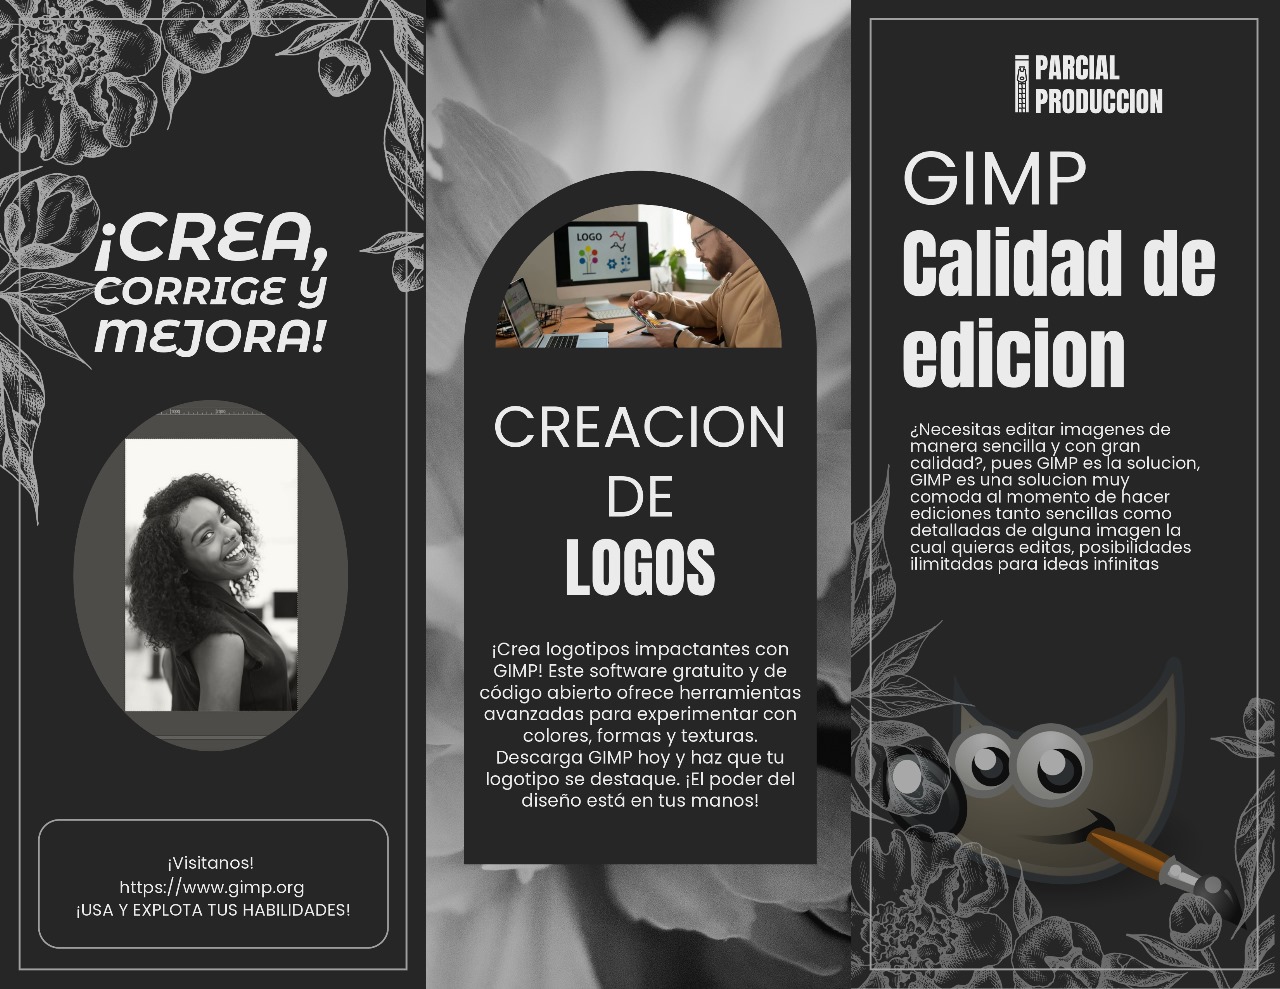 ¡CREA,
CORRIGE Y
MEJORA!
¡Visitanos!
https://www.gimp.org
¡USA Y EXPLOTA TUS HABILIDADES!
LOGO
CREACION
DE
LOGOS
¡Crea logotipos impactantes con
GIMP! Este software gratuito y de
código abierto ofrece herramientas
avanzadas para experimentar con
colores, formas y texturas.
Descarga GIMP hoy y haz que tu
logotipo se destaque. ¡El poder del
diseño está en tus manos!
PARCIAL
PRODUCCION
GIMP
Calidad de
edicion
¿Necesitas editar imagenes de
manera sencilla y con gran
calidad?, pues GIMP es la solucion,
GIMP es una solucion muy
comoda al momento de hacer
ediciones tanto sencillas como
detalladas de alguna imagen la
cual quieras editas, posibilidades
ilimitadas para ideas infinitas